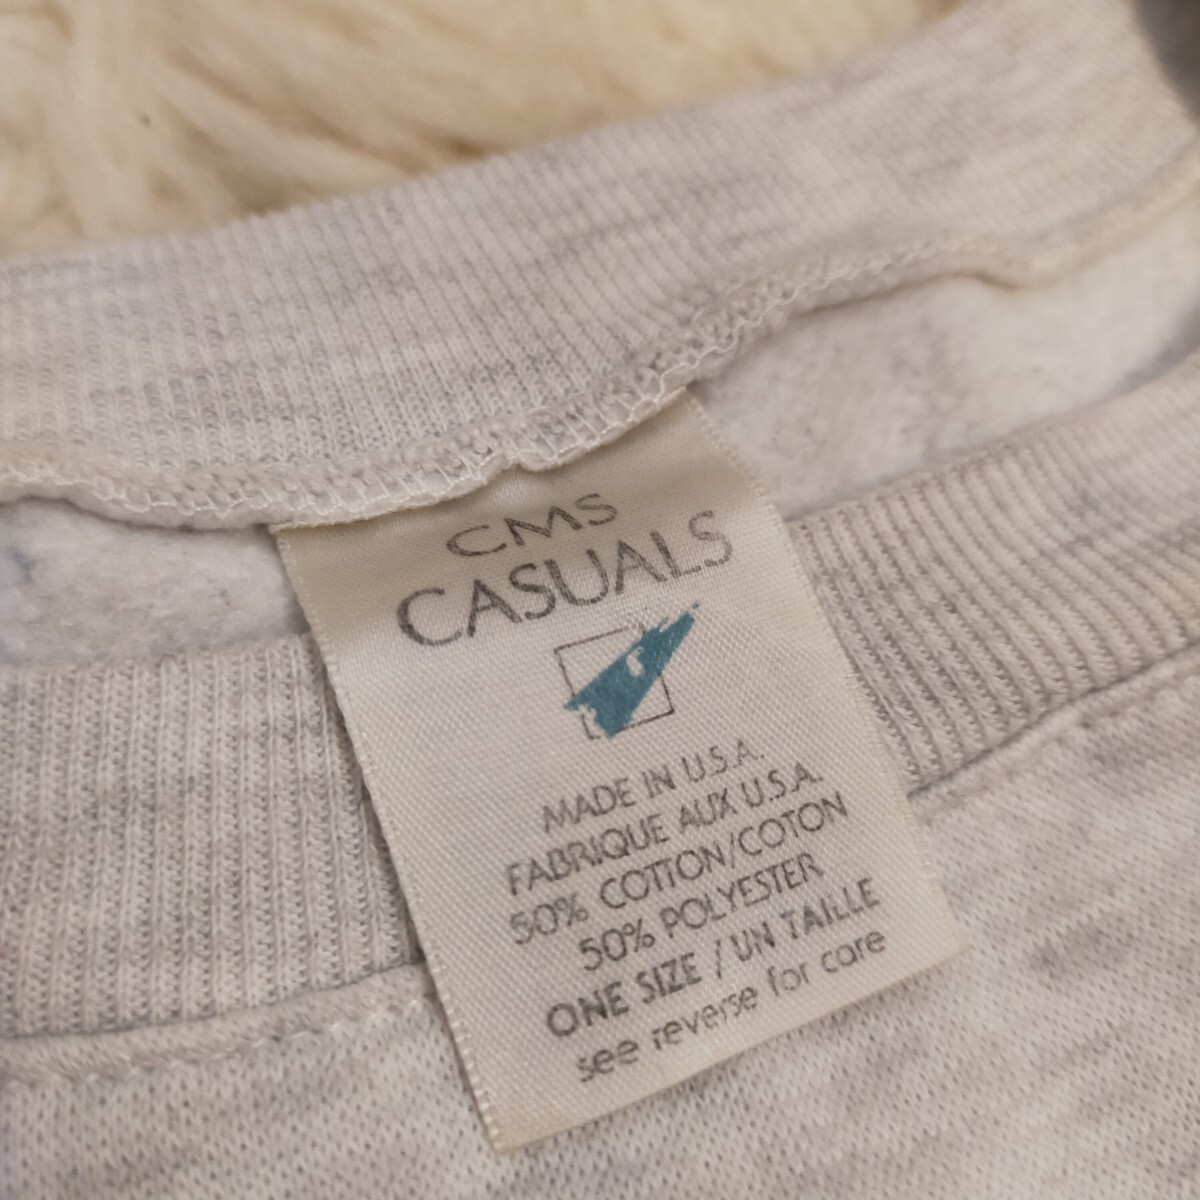 CMS
CASUALS
MADE IN U.S.A.
FABRIQUE AUX U.S.A.
50% COTTON/COTON
50% POLYESTER
ONE SIZE / UN TAILLE
see reverse for care